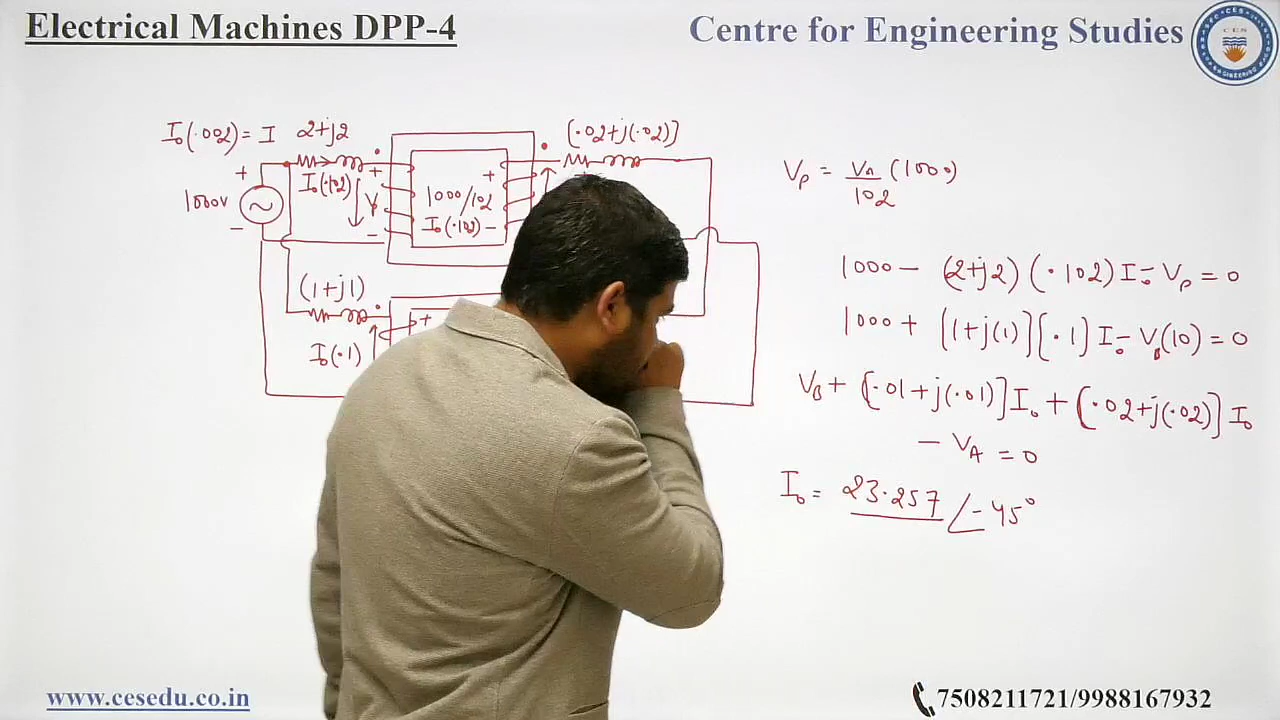 Electrical Machines DPP-4
Centre for Engineering Studies
CES
I₀(.002) = I
2+j2
(.02+j(.02)]
+
+
1000V
-
I₀(.102)
V
-
1000/102
I₀(.102)
+
-
(1+j1)
I₀(.1)
+
Vp = VA/102 (1000)
1000 - (2+j2) (.102) I₀ - Vp = 0
1000 + [1+j(1)] [.1] I₀ - VB(10) = 0
VB + [.01+j(.01)] I₀ + [.02+j(.02)] I₀
- VA = 0
I₀ = 23.257 ∠-45°
www.cesedu.co.in
7508211721/9988167932